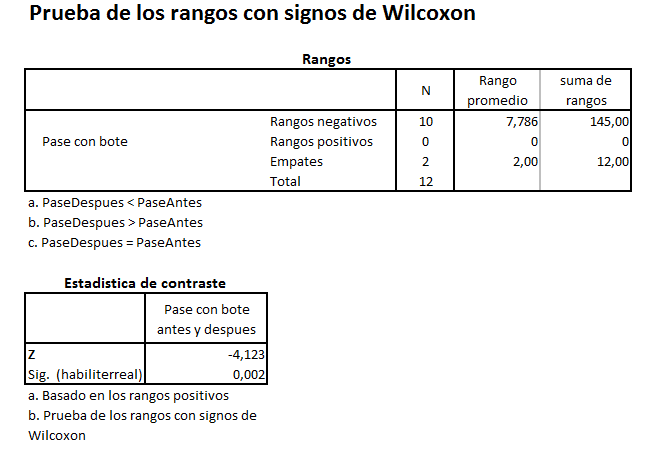 Prueba de los rangos con signos de Wilcoxon
Rangos
N Rango promedio suma de rangos
Pase con bote
Rangos negativos 10 7,786 145,00
Rangos positivos 0 0 0
Empates 2 2,00 12,00
Total 12
a. PaseDespues < PaseAntes
b. PaseDespues > PaseAntes
c. PaseDespues = PaseAntes
Estadistica de contraste
Pase con bote
antes y despues
Z -4,123
Sig. (habiliterreal) 0,002
a. Basado en los rangos positivos
b. Prueba de los rangos con signos de
Wilcoxon